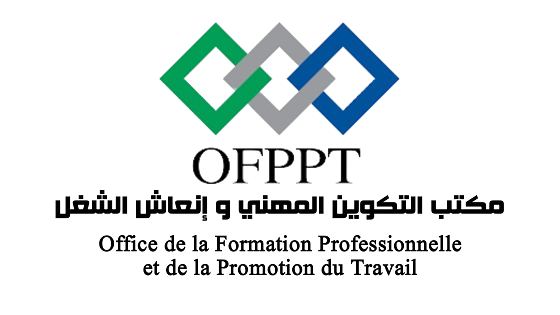 OFPPT
مكتب التكوين المهني و إنعاش الشغل
Office de la Formation Professionnelle
et de la Promotion du Travail